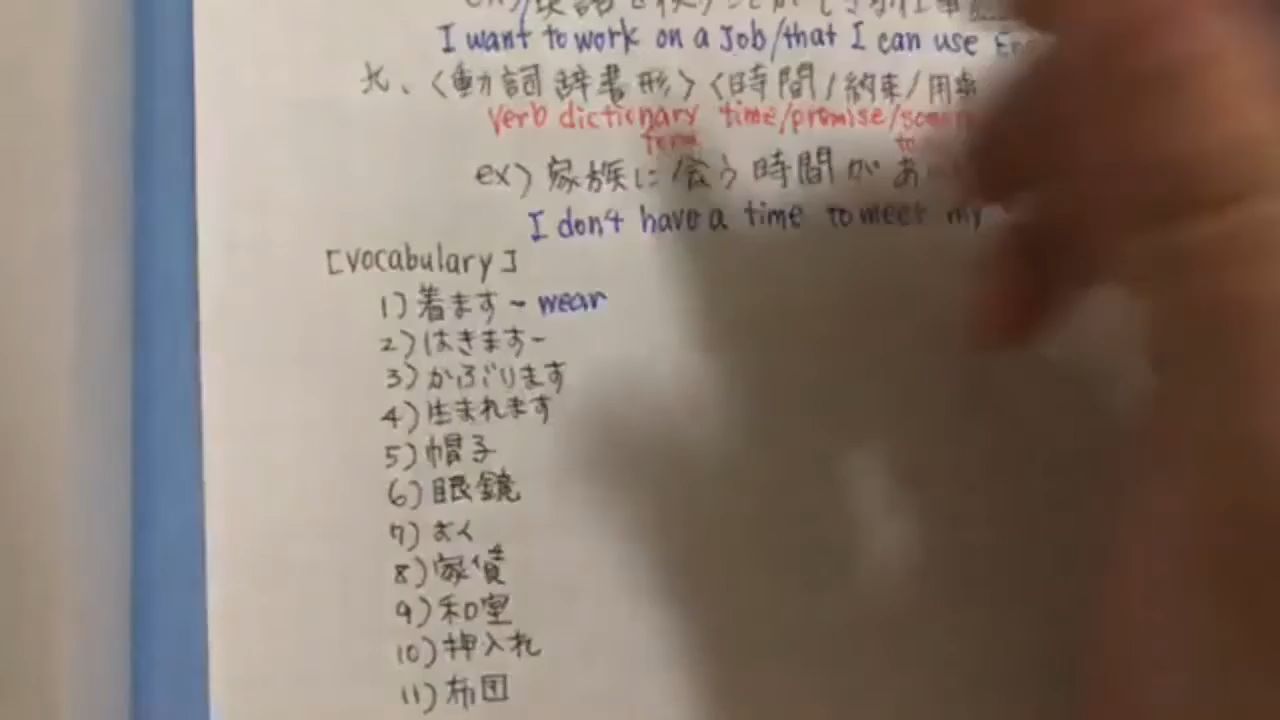 I want to work on a Job/that I can use
九、〈動詞辞書形〉〈時間/約束/用事
Verb dictionary time/promise/
form to
ex) 家族に会う時間があ
I don't have a time to meet my
[Vocabulary]
1) 着ます - wear
2) はきます-
3) かぶります
4) 生まれます
5) 帽子
6) 眼鏡
7) よく
8) 家賃
9) 和室
10) 押入れ
11) 布団